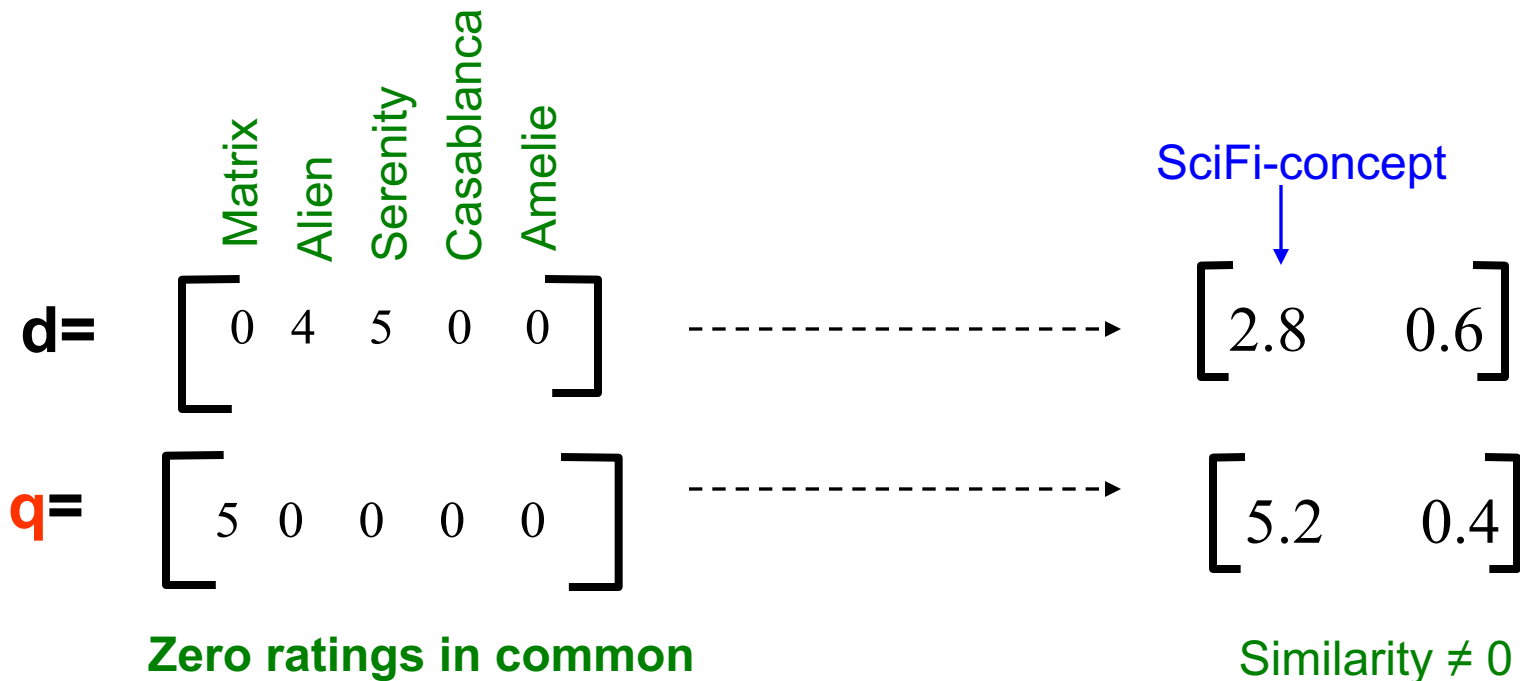 Matrix
Alien
Serenity
Casablanca
Amelie
SciFi-concept
d= 0 4 5 0 0 2.8 0.6
q= 5 0 0 0 0 5.2 0.4
Zero ratings in common Similarity ≠ 0